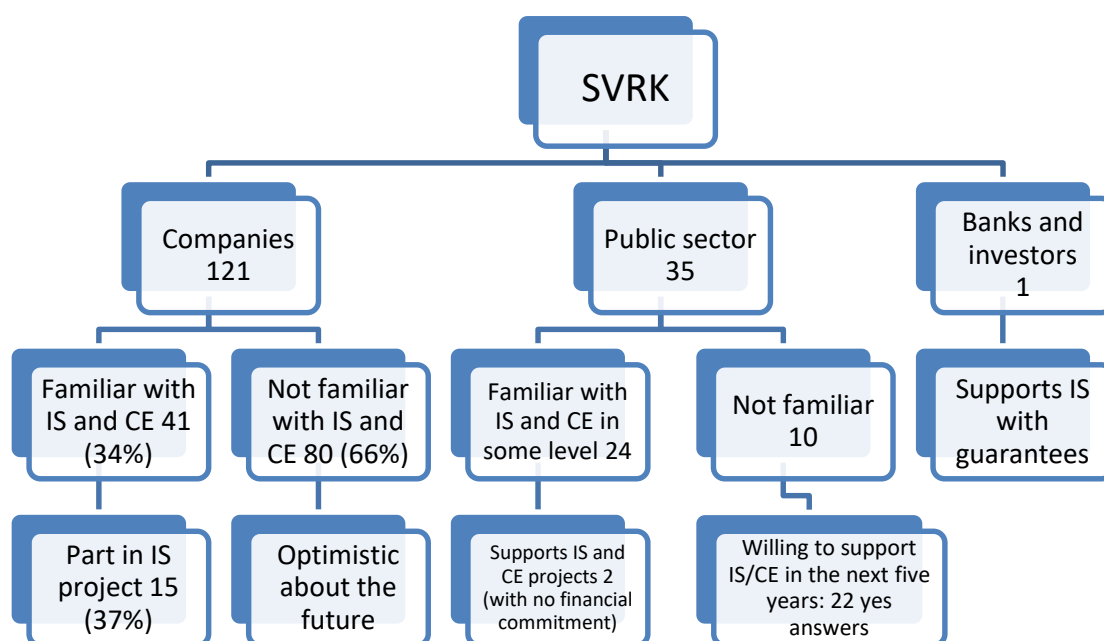 SVRK
Companies
121
Public sector
35
Banks and
investors
1
Familiar with
IS and CE 41
(34%)
Not familiar
with IS and
CE 80 (66%)
Familiar with
IS and CE in
some level 24
Not familiar
10
Supports IS
with
guarantees
Part in IS
project 15
(37%)
Optimistic
about the
future
Supports IS and
CE projects 2
(with no financial
commitment)
Willing to support
IS/CE in the next five
years: 22 yes
answers